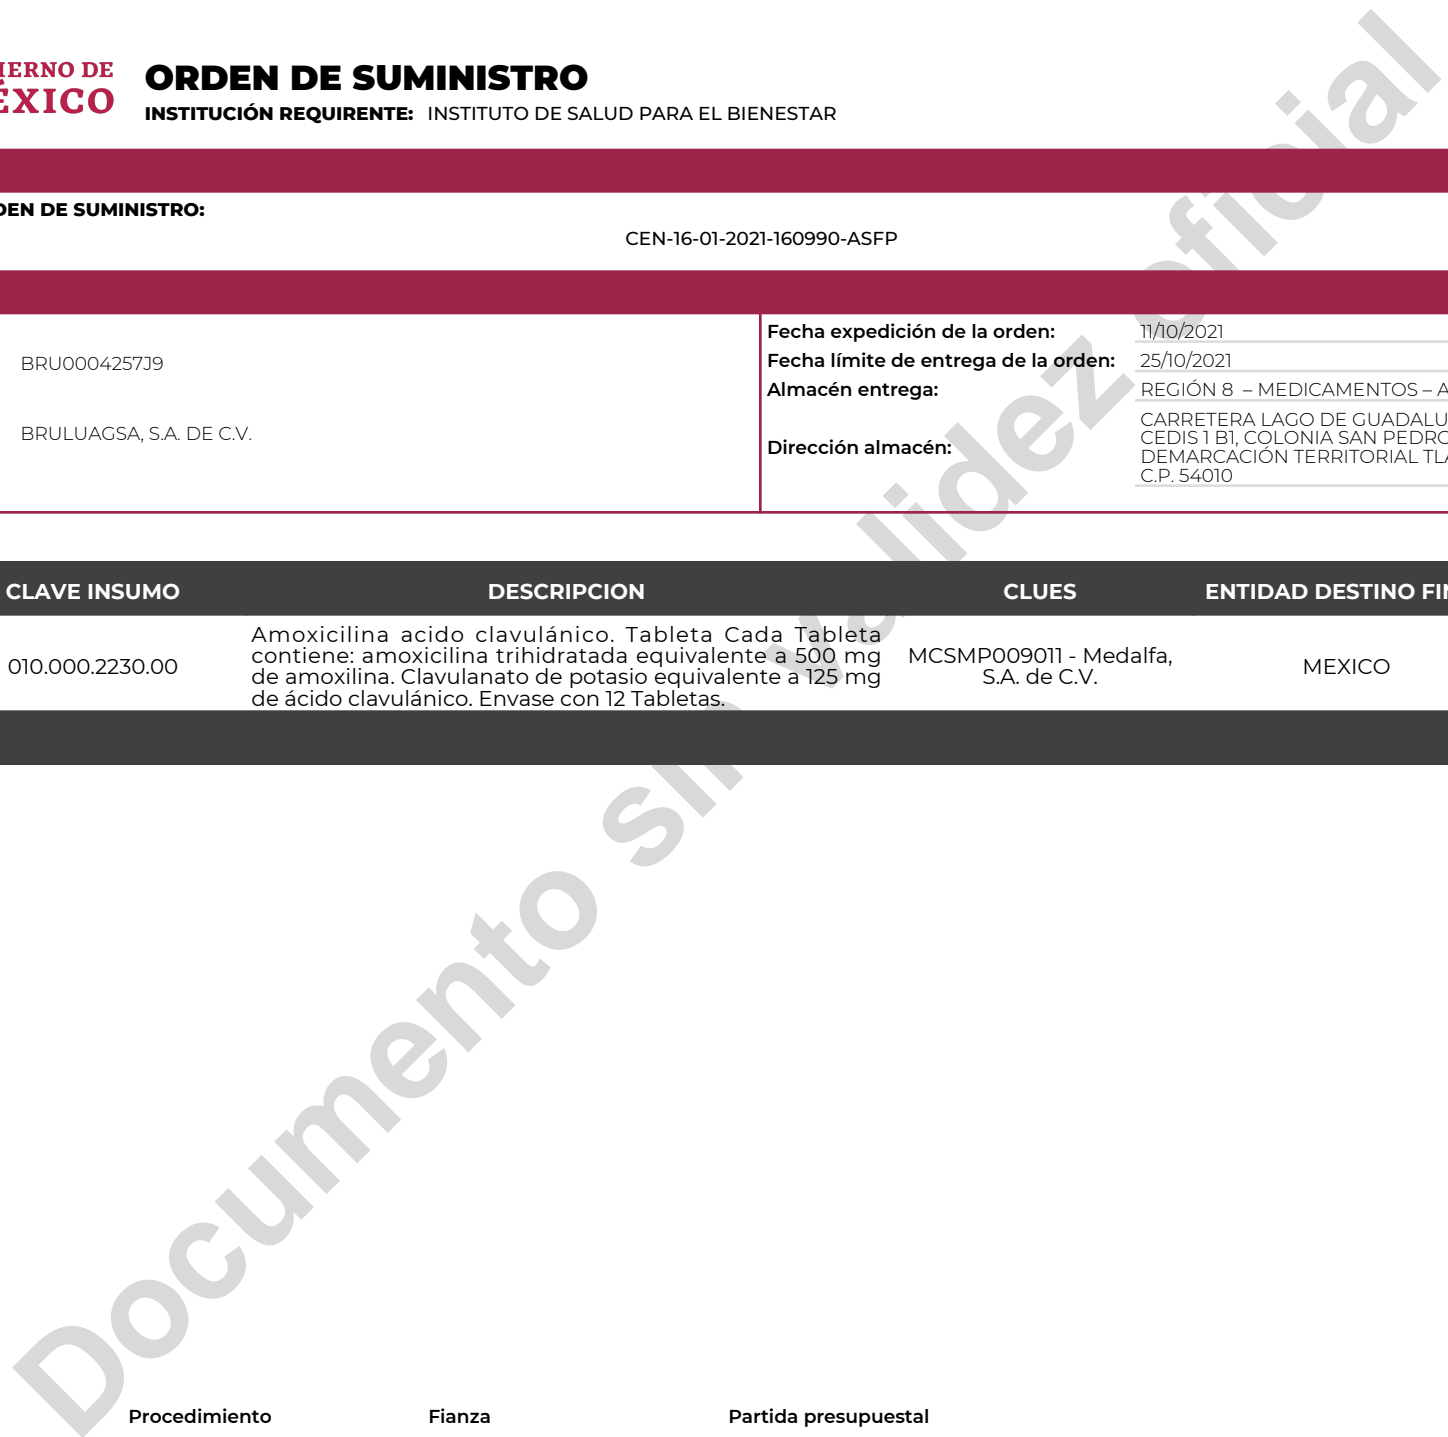 IERNO DE
ÉXICO
ORDEN DE SUMINISTRO
INSTITUCIÓN REQUIRENTE: INSTITUTO DE SALUD PARA EL BIENESTAR
DEN DE SUMINISTRO:
CEN-16-01-2021-160990-ASFP
BRU0004257J9
BRULUAGSA, S.A. DE C.V.
Fecha expedición de la orden: 11/10/2021
Fecha límite de entrega de la orden: 25/10/2021
Almacén entrega: REGIÓN 8 – MEDICAMENTOS – A
Dirección almacén:
CARRETERA LAGO DE GUADALU
CEDIS 1 B1, COLONIA SAN PEDRO
DEMARCACIÓN TERRITORIAL TLA
C.P. 54010
CLAVE INSUMO DESCRIPCION CLUES ENTIDAD DESTINO FIN
010.000.2230.00
Amoxicilina acido clavulánico. Tableta Cada Tableta
contiene: amoxicilina trihidratada equivalente a 500 mg
de amoxilina. Clavulanato de potasio equivalente a 125 mg
de ácido clavulánico. Envase con 12 Tabletas.
MCSMP009011 - Medalfa,
S.A. de C.V.
MEXICO
Documento sin validez oficial
Procedimiento Fianza Partida presupuestal